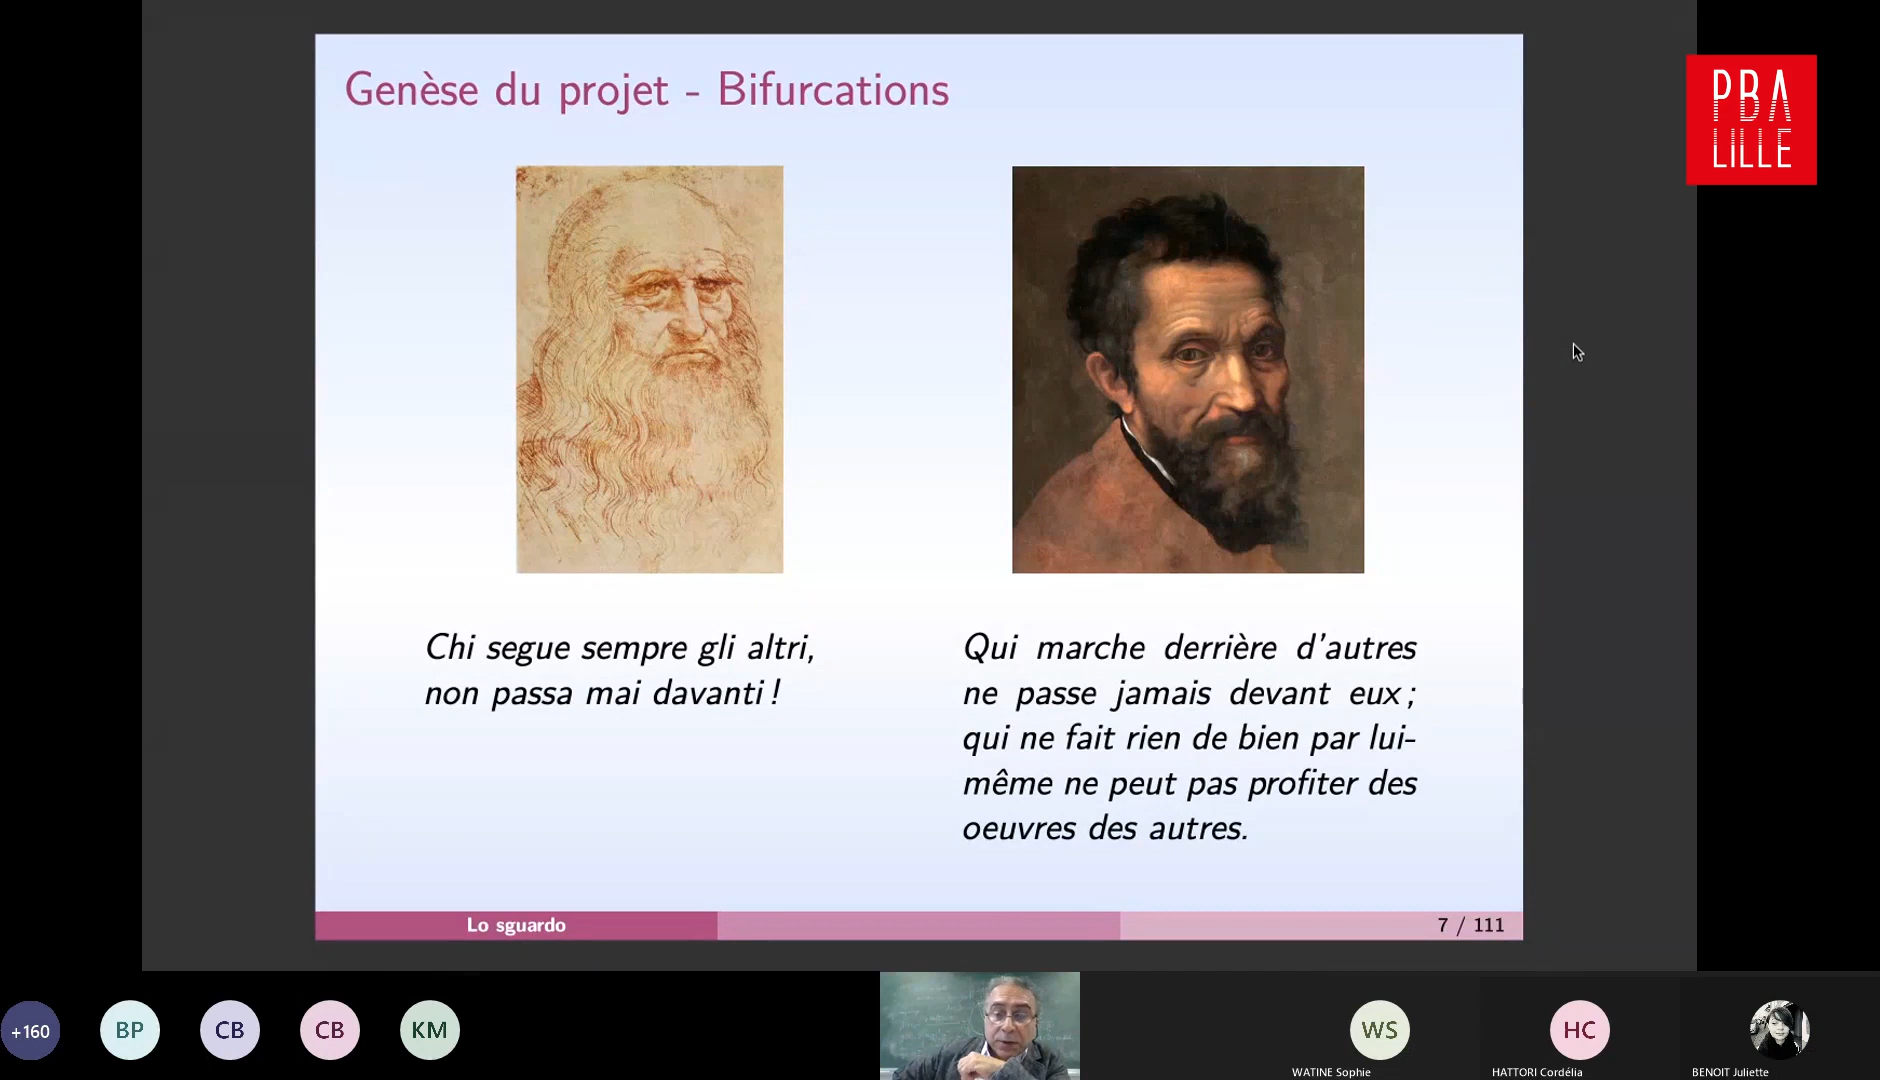 Genèse du projet - Bifurcations
PBA
LILLE
Chi segue sempre gli altri,
non passa mai davanti !
Qui marche derrière d'autres
ne passe jamais devant eux ;
qui ne fait rien de bien par lui-
même ne peut pas profiter des
oeuvres des autres.
Lo sguardo
7 / 111
+160
BP
CB
CB
KM
WS
HC
WATINE Sophie
HATTORI Cordélia
BENOIT Juliette